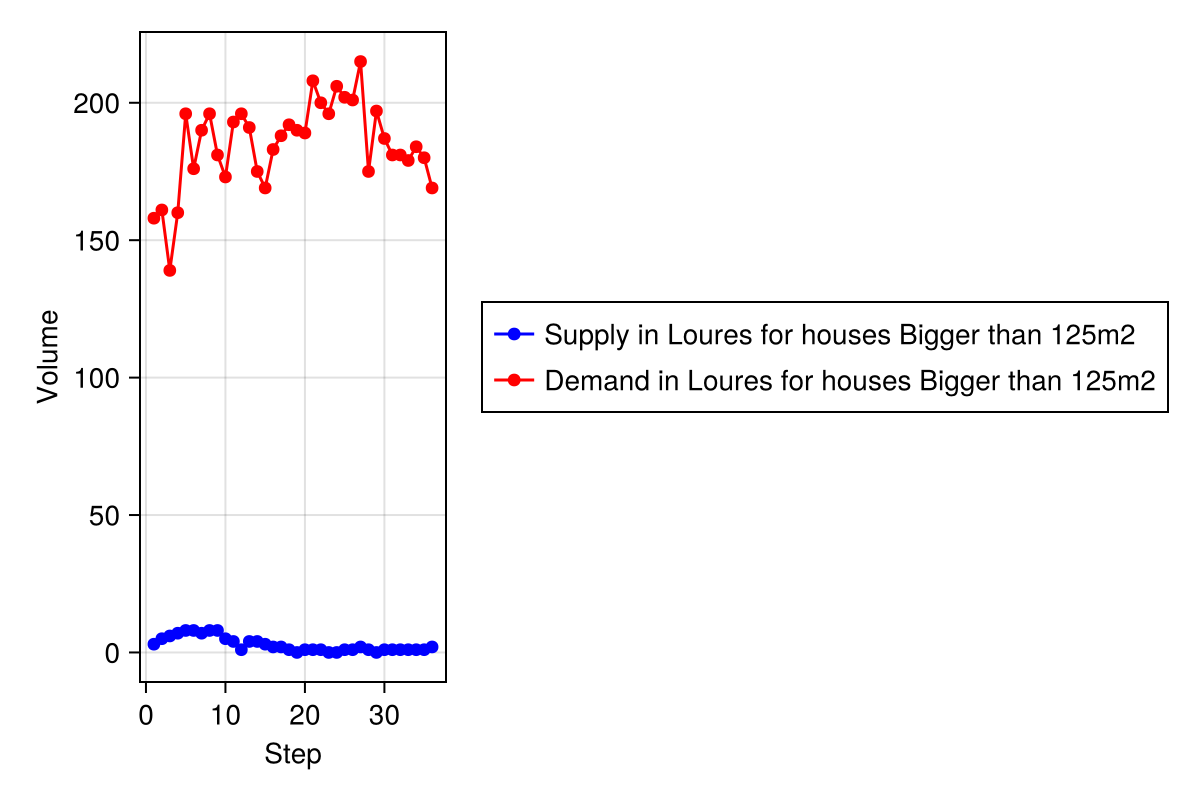 200
150
100
50
0
Volume
0 10 20 30
Step
Supply in Loures for houses Bigger than 125m2
Demand in Loures for houses Bigger than 125m2